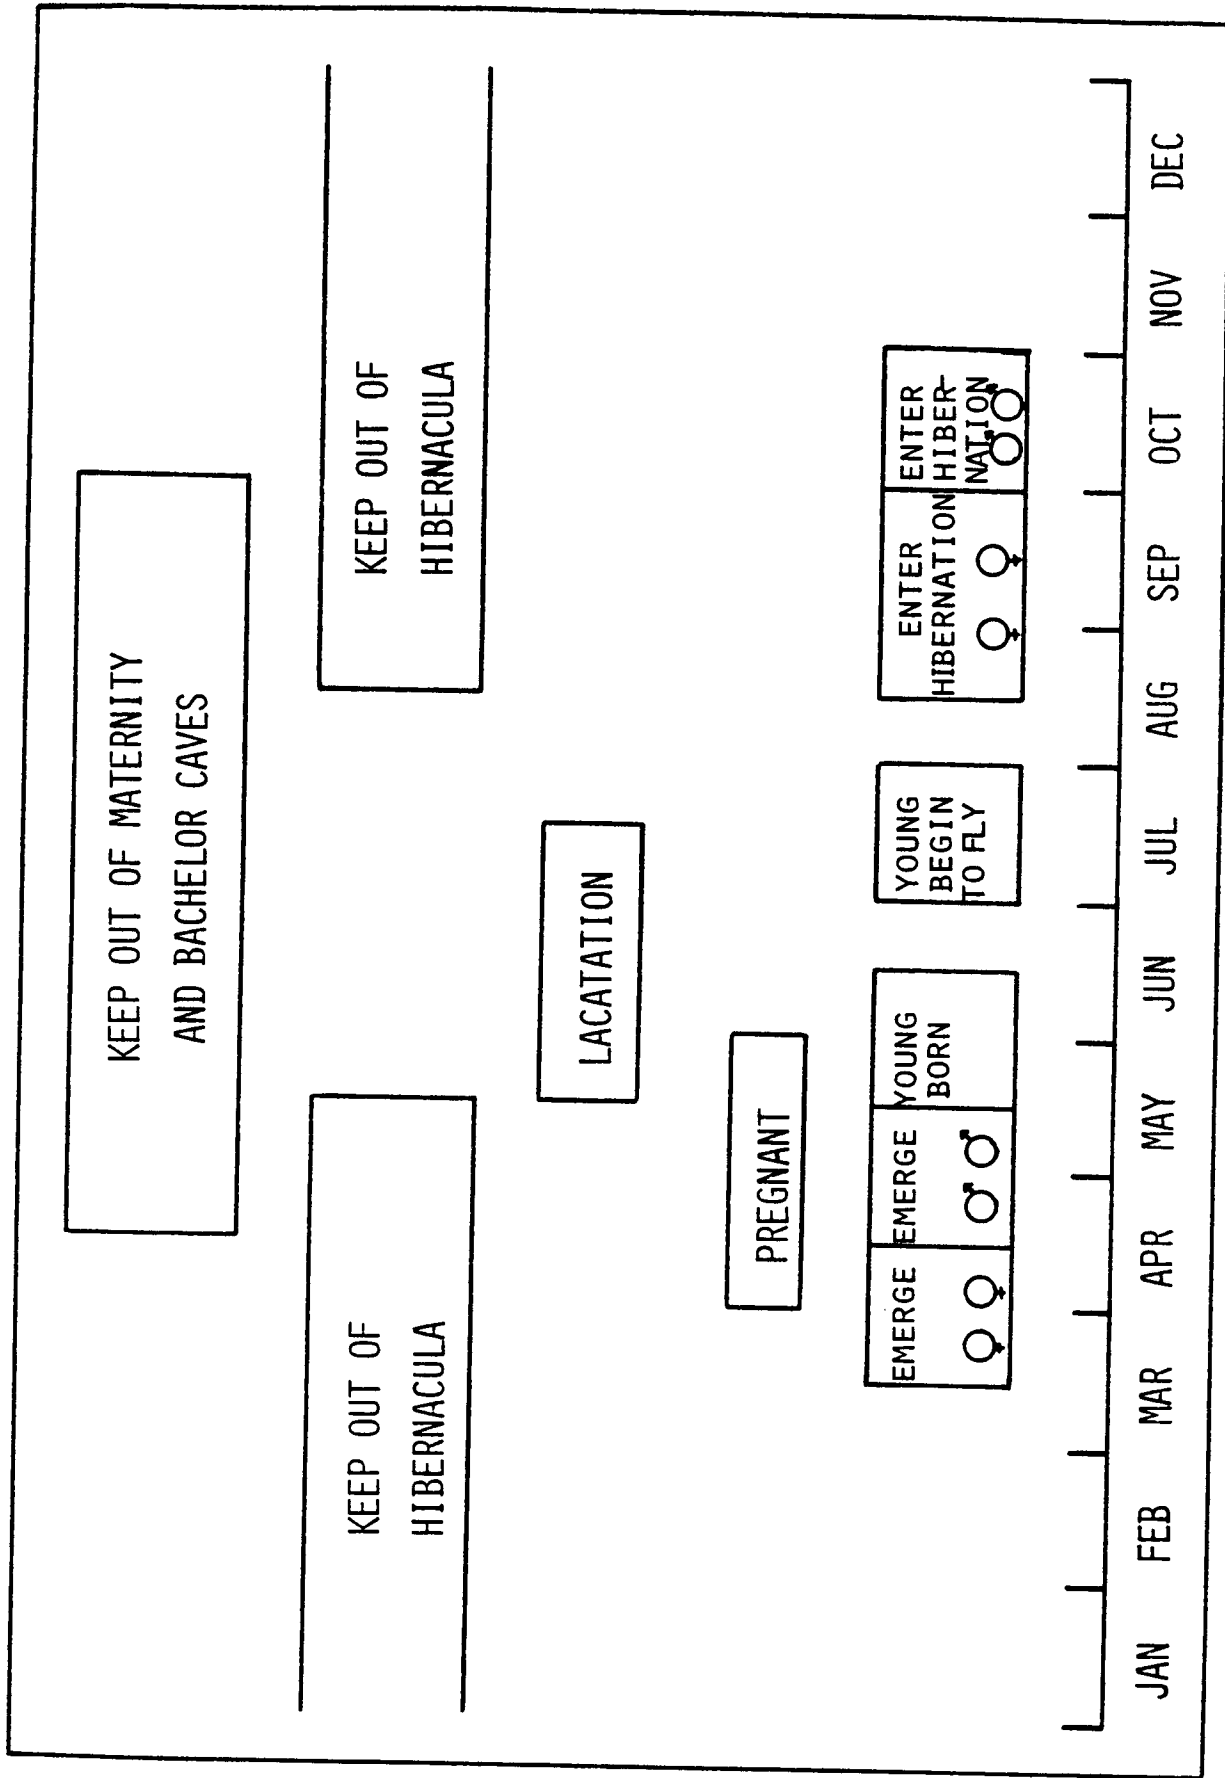 KEEP OUT OF MATERNITY
AND BACHELOR CAVES
KEEP OUT OF
HIBERNACULA
KEEP OUT OF
HIBERNACULA
LACATATION
PREGNANT
EMERGE
♀ ♀
EMERGE
♂ ♂
YOUNG
BORN
YOUNG
BEGIN
TO FLY
ENTER
HIBERNATION
♀ ♀
ENTER
HIBER-
NATION
♂ ♂
JAN FEB MAR APR MAY JUN JUL AUG SEP OCT NOV DEC